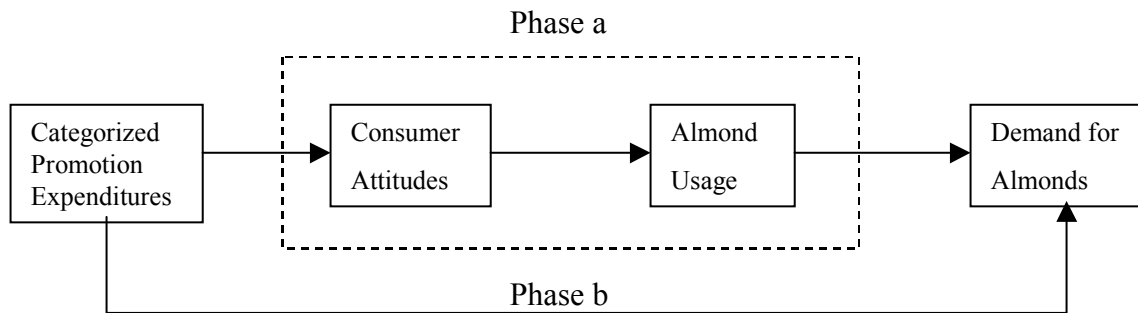 Phase a
Categorized
Promotion
Expenditures
Consumer
Attitudes
Almond
Usage
Demand for
Almonds
Phase b